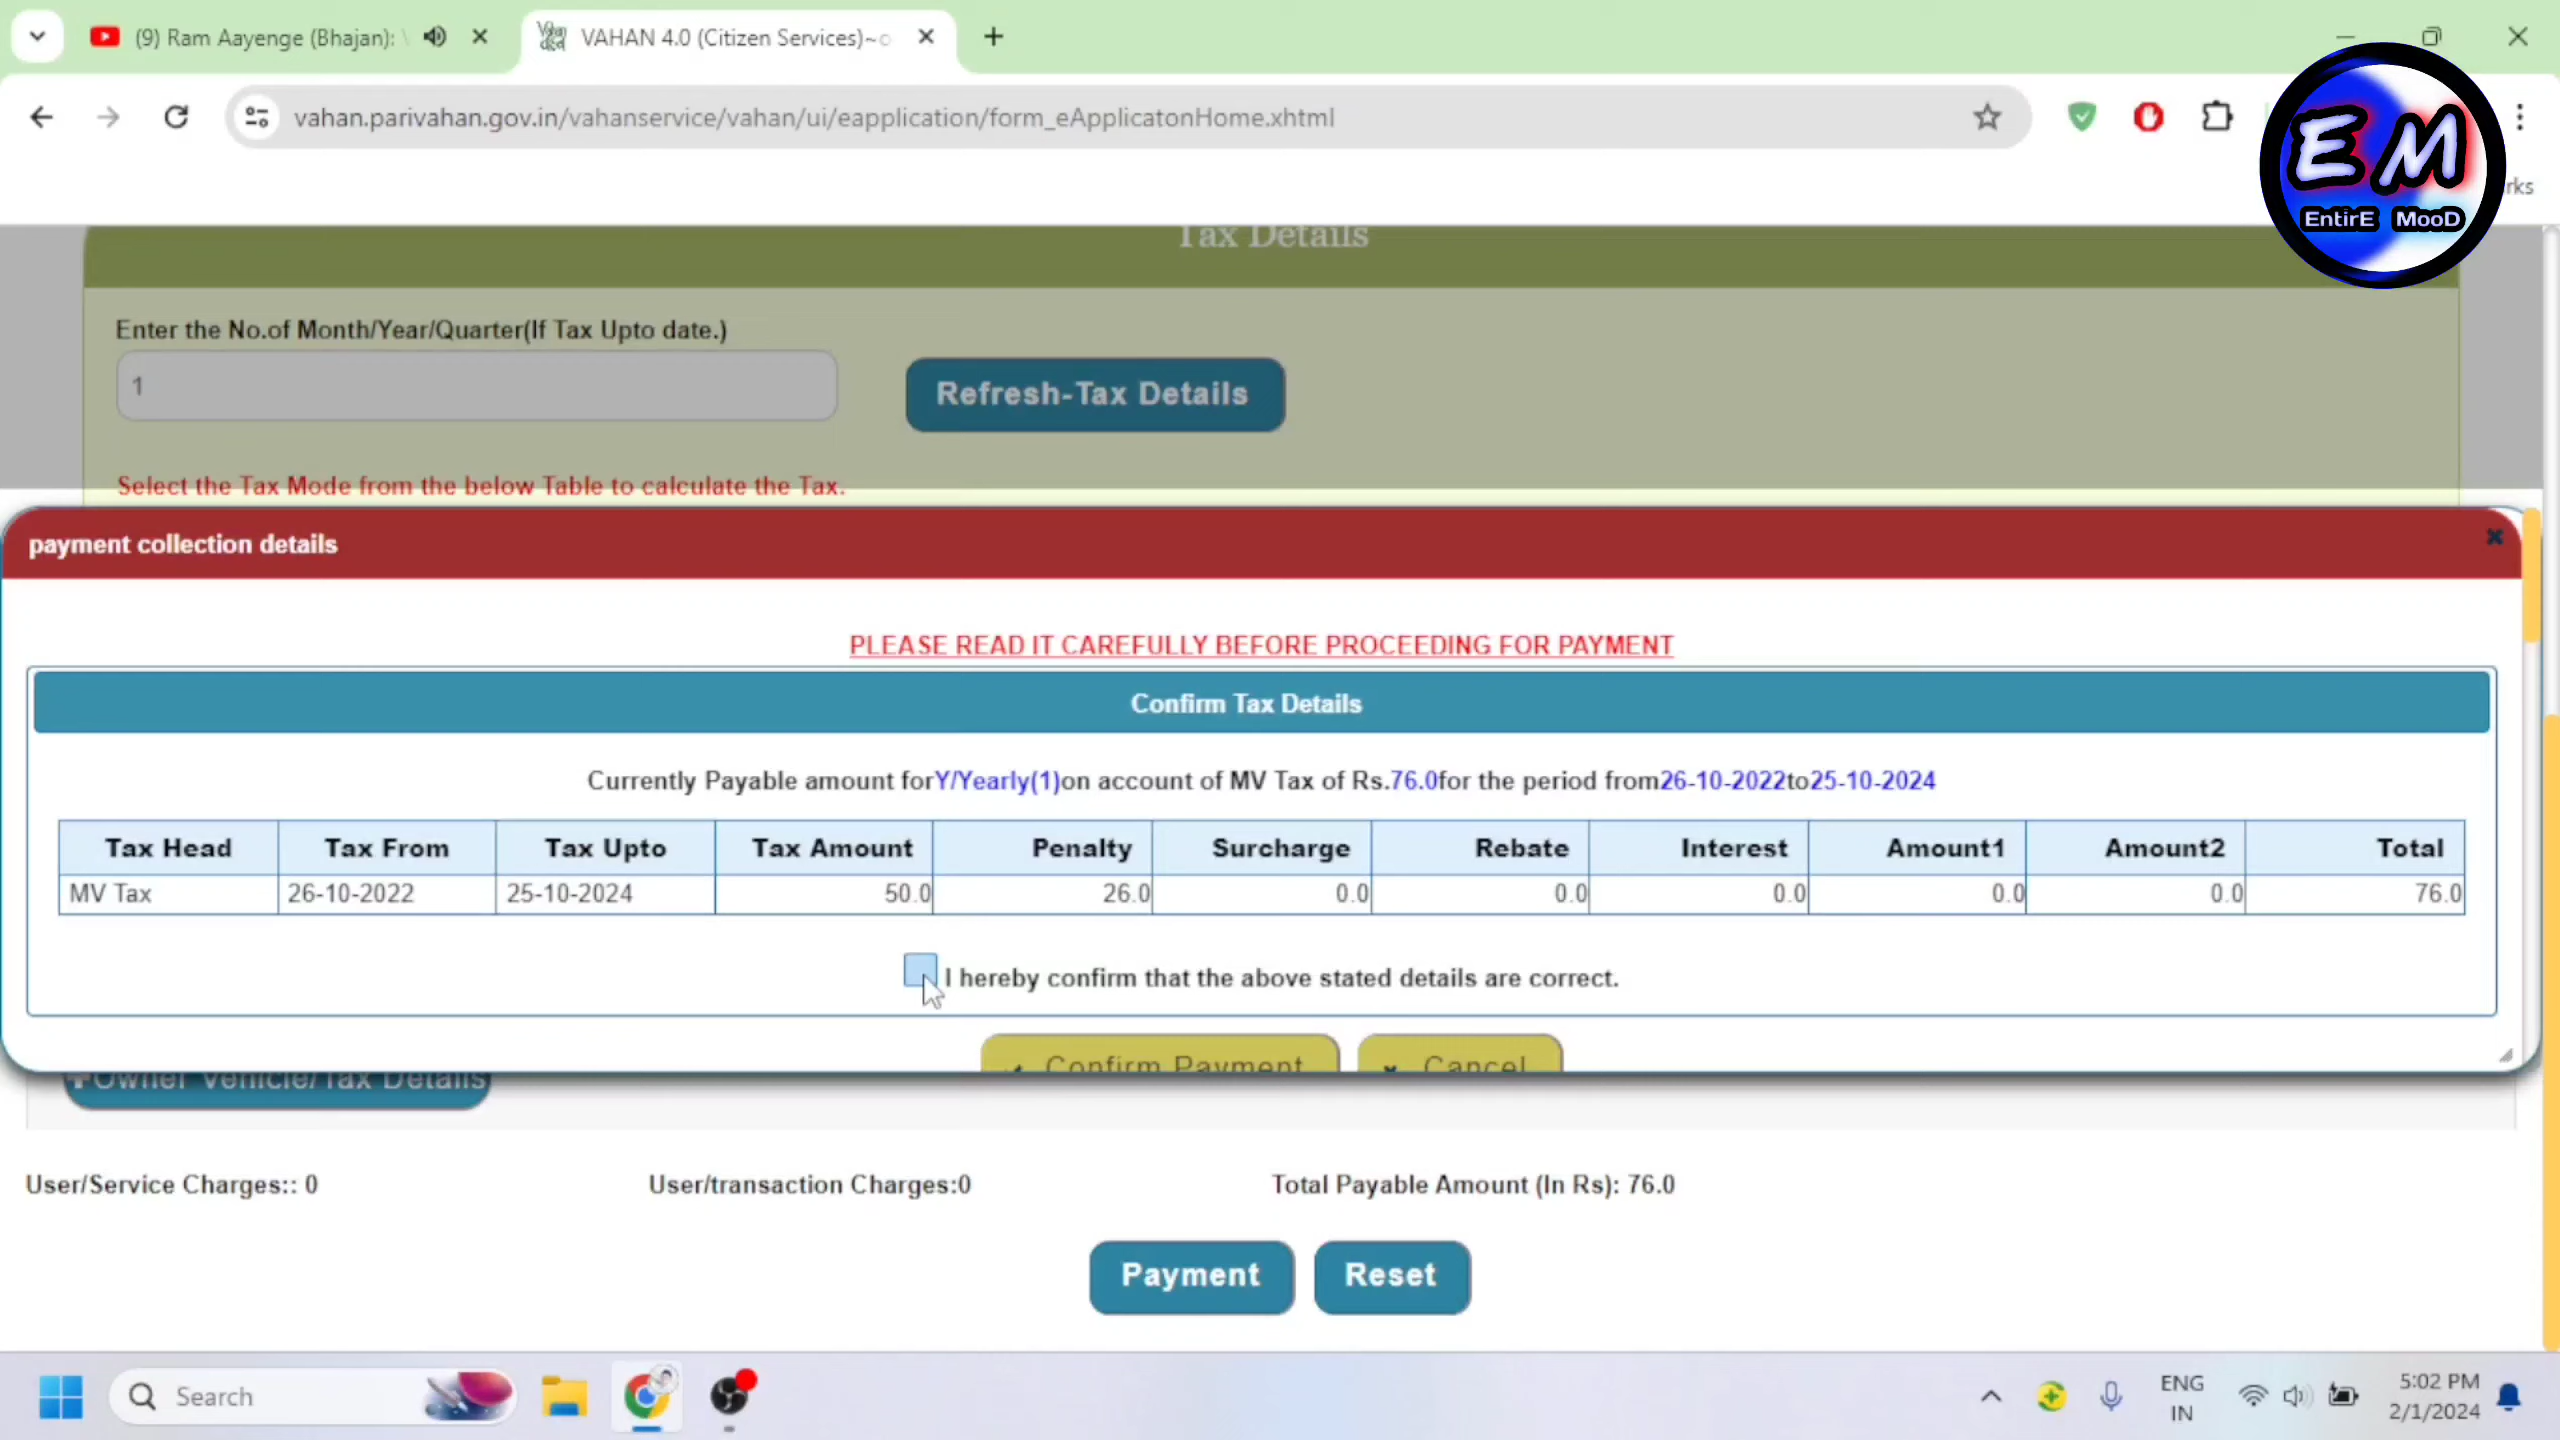 (9) Ram Aayenge (Bhajan):
VAHAN 4.0 (Citizen Services)~o
vahan.parivahan.gov.in/vahanservice/vahan/ui/eapplication/form_eApplicatonHome.xhtml
EM
EntirE MooD
rks
Tax Details
Enter the No.of Month/Year/Quarter(If Tax Upto date.)
1
Refresh-Tax Details
Select the Tax Mode from the below Table to calculate the Tax.
payment collection details
PLEASE READ IT CAREFULLY BEFORE PROCEEDING FOR PAYMENT
Confirm Tax Details
Currently Payable amount forY/Yearly(1)on account of MV Tax of Rs.76.0for the period from26-10-2022to25-10-2024
Tax Head Tax From Tax Upto Tax Amount Penalty Surcharge Rebate Interest Amount1 Amount2 Total
MV Tax 26-10-2022 25-10-2024 50.0 26.0 0.0 0.0 0.0 0.0 0.0 76.0
I hereby confirm that the above stated details are correct.
Confirm Payment Cancel
+Owner Vehicle/Tax Details
User/Service Charges:: 0 User/transaction Charges:0 Total Payable Amount (In Rs): 76.0
Payment Reset
Search
ENG
IN
5:02 PM
2/1/2024